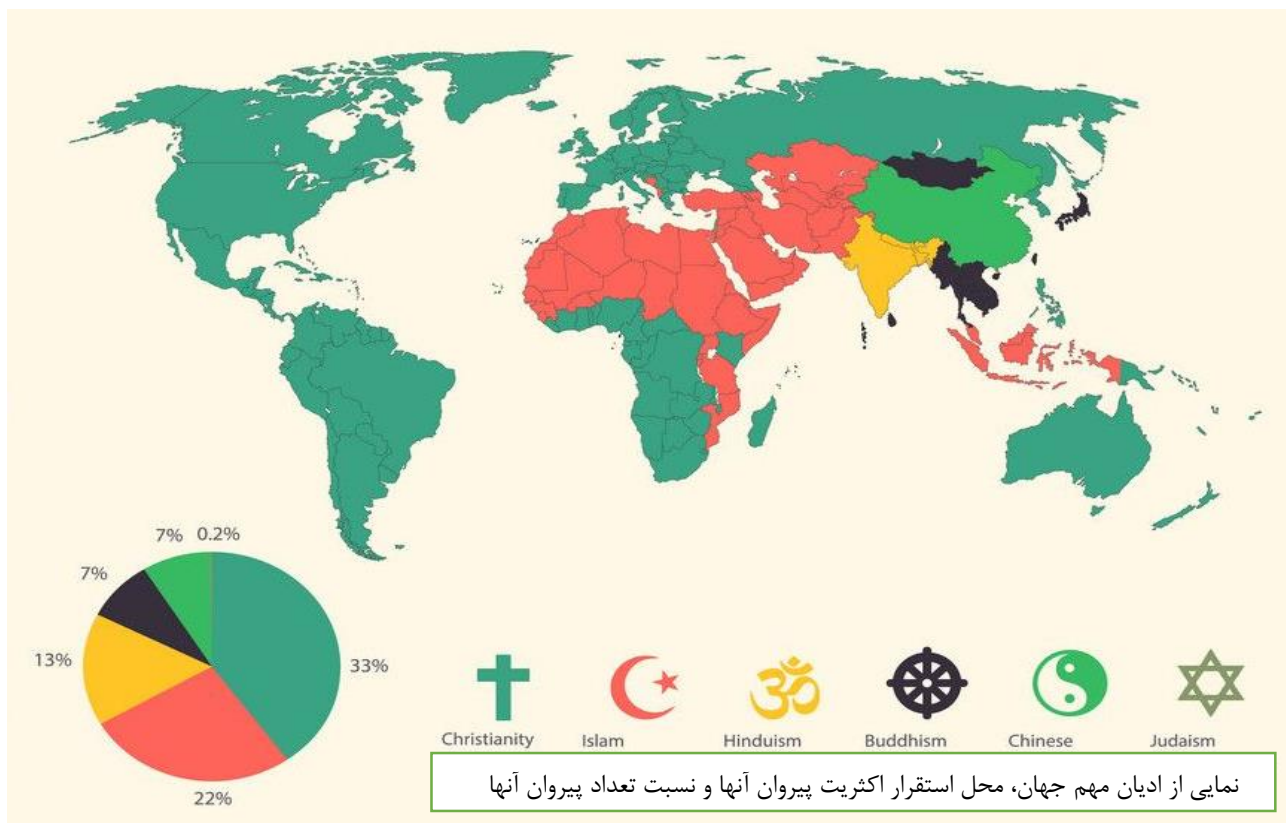 7% 0.2%
7%
13%
33%
22%
Christianity Islam Hinduism Buddhism Chinese Judaism
نمایی از ادیان مهم جهان، محل استقرار اکثریت پیروان آنها و نسبت تعداد پیروان آنها